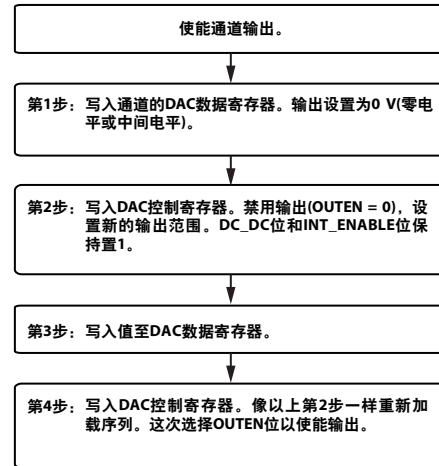 使能通道输出。
第1步：写入通道的DAC数据寄存器。输出设置为0 V(零电
平或中间电平)。
第2步：写入DAC控制寄存器。禁用输出(OUTEN = 0)，设
置新的输出范围。DC_DC位和INT_ENABLE位保
持置1。
第3步：写入值至DAC数据寄存器。
第4步：写入DAC控制寄存器。像以上第2步一样重新加
载序列。这次选择OUTEN位以使能输出。